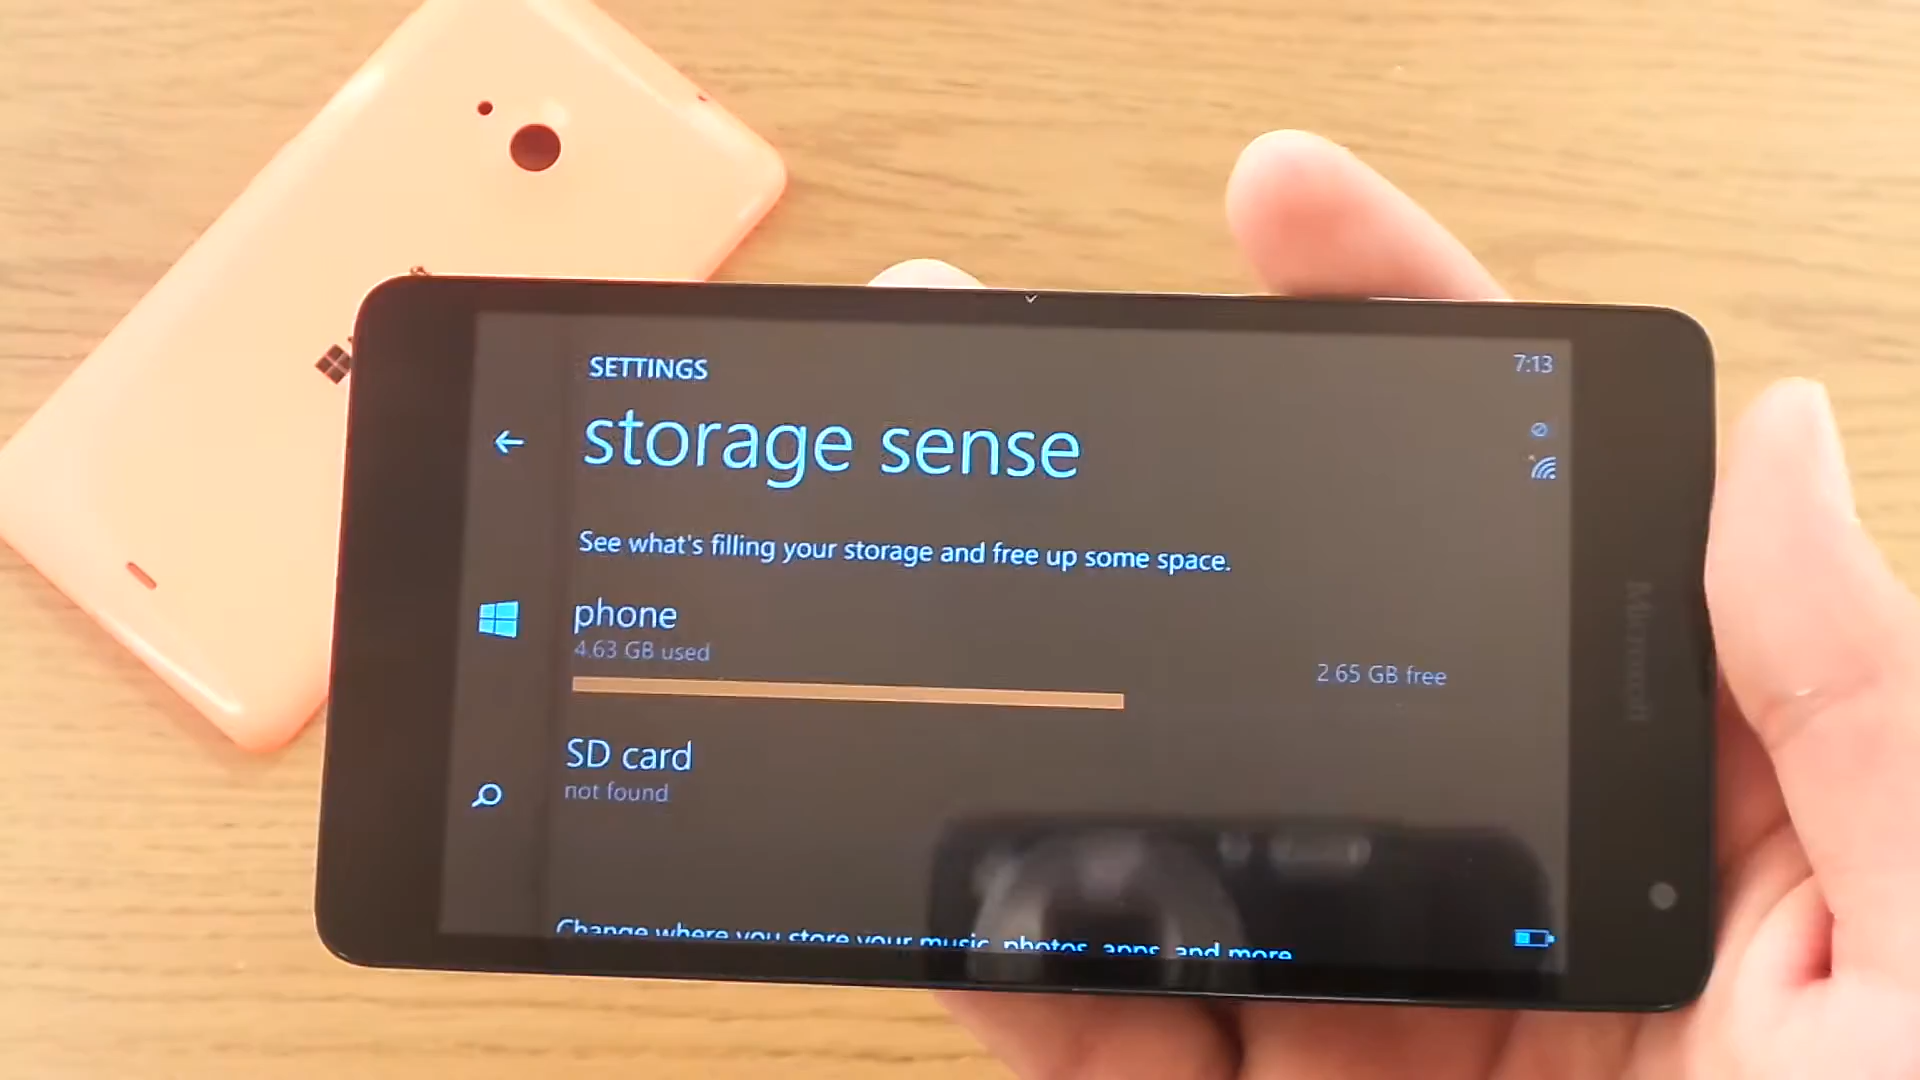 SETTINGS
7:13
storage sense
See what's filling your storage and free up some space.
phone
4.63 GB used
2.65 GB free
SD card
not found
Change where you store your music, photos, apps, and more
Microsoft